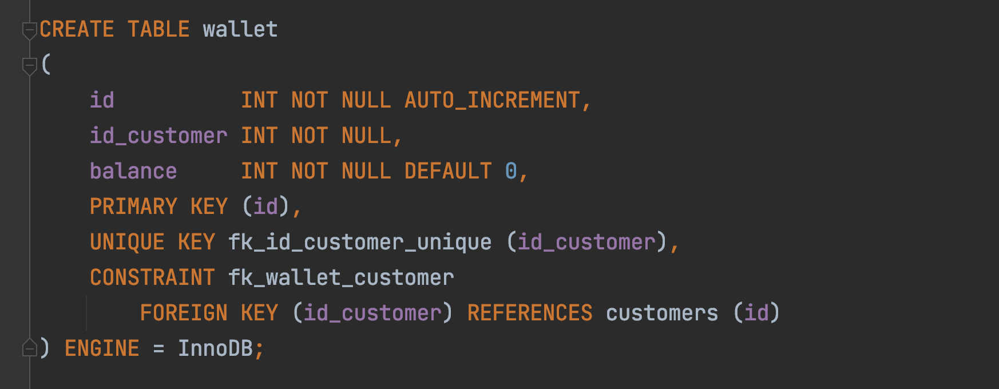 CREATE TABLE wallet
(
    id          INT NOT NULL AUTO_INCREMENT,
    id_customer INT NOT NULL,
    balance     INT NOT NULL DEFAULT 0,
    PRIMARY KEY (id),
    UNIQUE KEY fk_id_customer_unique (id_customer),
    CONSTRAINT fk_wallet_customer
        FOREIGN KEY (id_customer) REFERENCES customers (id)
) ENGINE = InnoDB;